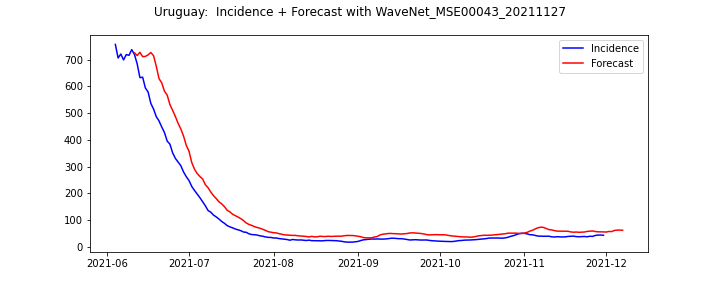 Uruguay:  Incidence + Forecast with WaveNet_MSE00043_20211127
Incidence
Forecast
700
600
500
400
300
200
100
0
2021-06 2021-07 2021-08 2021-09 2021-10 2021-11 2021-12